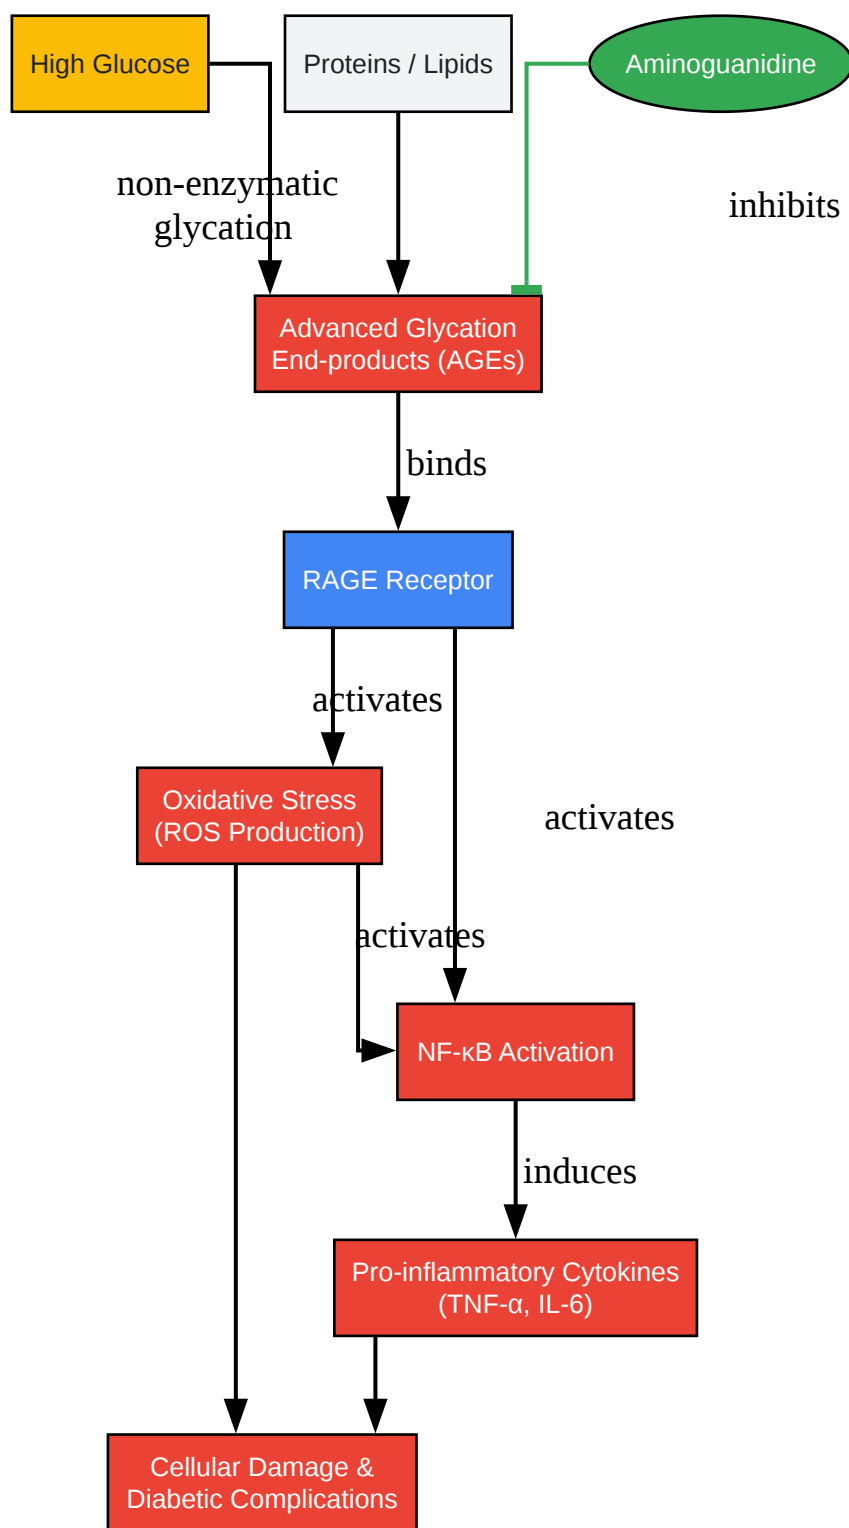 High Glucose
Proteins / Lipids
Aminoguanidine
non-enzymatic
glycation
inhibits
Advanced Glycation
End-products (AGEs)
binds
RAGE Receptor
activates
Oxidative Stress
(ROS Production)
activates
activates
NF-κB Activation
induces
Pro-inflammatory Cytokines
(TNF-α, IL-6)
Cellular Damage &
Diabetic Complications